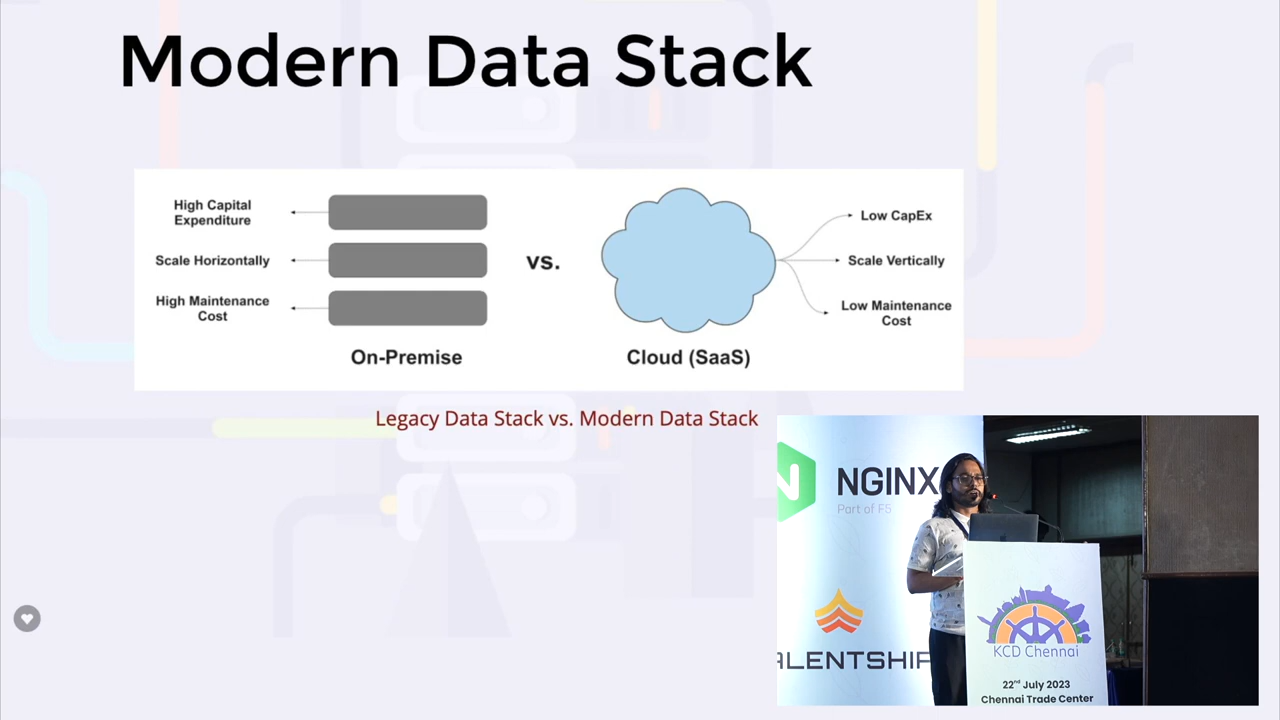 Modern Data Stack
High Capital
Expenditure
Scale Horizontally
High Maintenance
Cost
On-Premise
vs.
Cloud (SaaS)
Low CapEx
Scale Vertically
Low Maintenance
Cost
Legacy Data Stack vs. Modern Data Stack
N
NGINX
Part of F5
ALENTSHIP
KCD Chennai
22nd July 2023
Chennai Trade Center